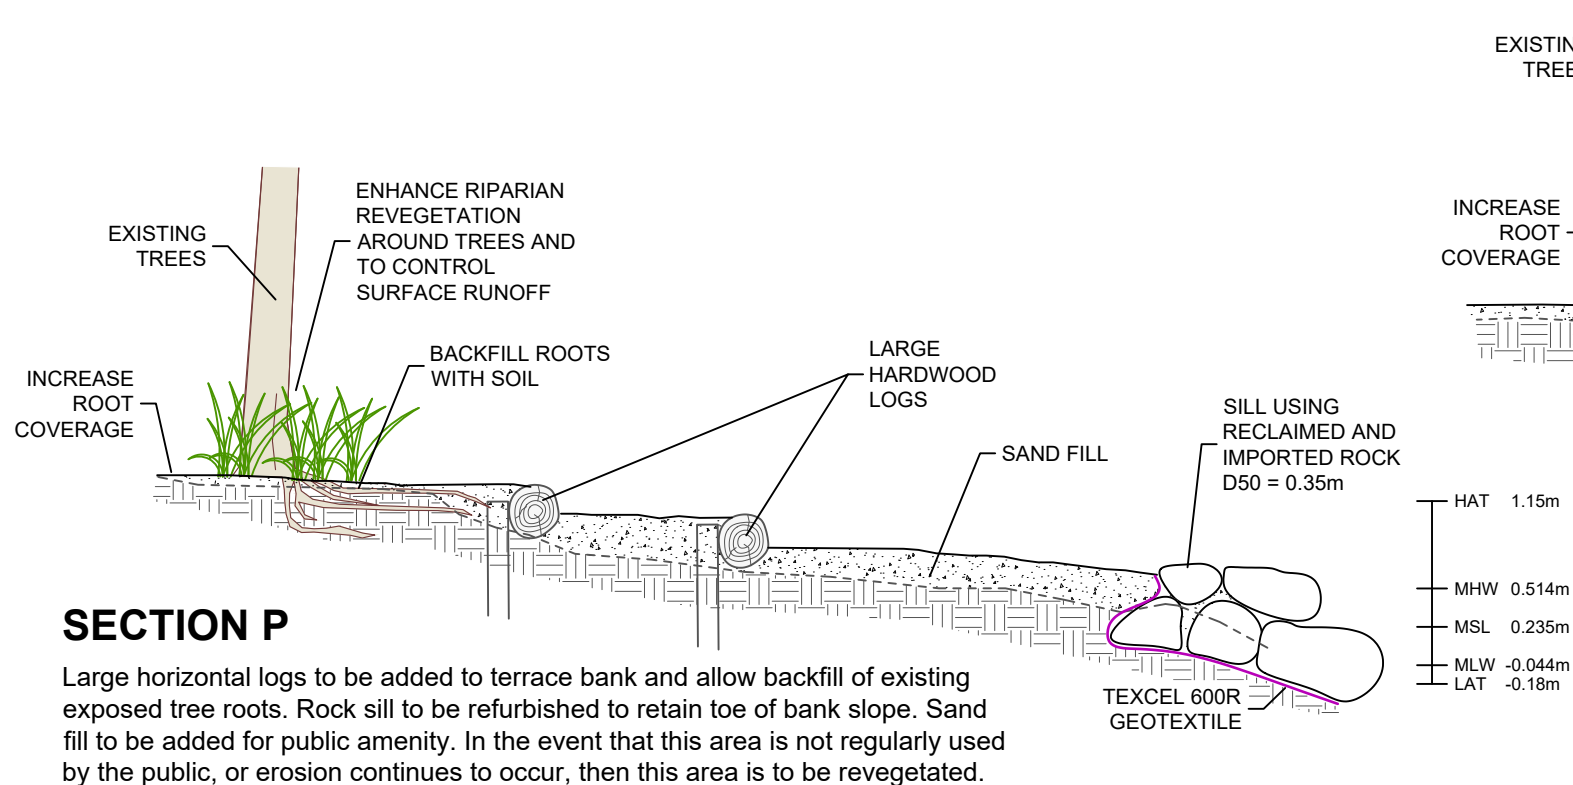 EXISTING
TREES
ENHANCE RIPARIAN
REVEGETATION
AROUND TREES AND
TO CONTROL
SURFACE RUNOFF
INCREASE
ROOT
COVERAGE
BACKFILL ROOTS
WITH SOIL
LARGE
HARDWOOD
LOGS
SAND FILL
SILL USING
RECLAIMED AND
IMPORTED ROCK
D50 = 0.35m
TEXCEL 600R
GEOTEXTILE
HAT 1.15m
MHW 0.514m
MSL 0.235m
MLW -0.044m
LAT -0.18m
EXISTIN
TREE
INCREASE
ROOT
COVERAGE
SECTION P
Large horizontal logs to be added to terrace bank and allow backfill of existing
exposed tree roots. Rock sill to be refurbished to retain toe of bank slope. Sand
fill to be added for public amenity. In the event that this area is not regularly used
by the public, or erosion continues to occur, then this area is to be revegetated.